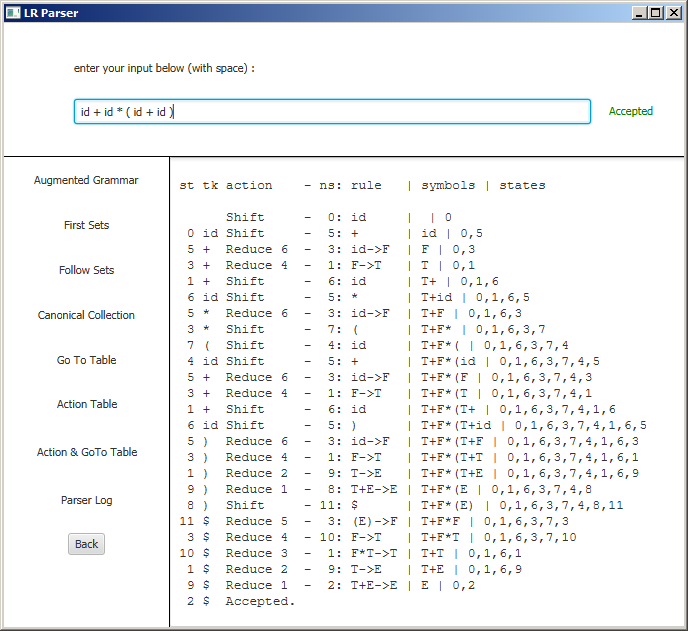 LR Parser
enter your input below (with space) :
id + id * ( id + id )
Accepted
Augmented Grammar
First Sets
Follow Sets
Canonical Collection
Go To Table
Action Table
Action & GoTo Table
Parser Log
Back
st tk action    - ns: rule   | symbols | states
      Shift     -  0: id     |  | 0
 0 id Shift     -  5: +      | id | 0,5
 5 +  Reduce 6  -  3: id->F  | F | 0,3
 3 +  Reduce 4  -  1: F->T   | T | 0,1
 1 +  Shift     -  6: id     | T+ | 0,1,6
 6 id Shift     -  5: *      | T+id | 0,1,6,5
 5 *  Reduce 6  -  3: id->F  | T+F | 0,1,6,3
 3 *  Shift     -  7: (      | T+F* | 0,1,6,3,7
 7 (  Shift     -  4: id     | T+F*( | 0,1,6,3,7,4
 4 id Shift     -  5: +      | T+F*(id | 0,1,6,3,7,4,5
 5 +  Reduce 6  -  3: id->F  | T+F*(F | 0,1,6,3,7,4,3
 3 +  Reduce 4  -  1: F->T   | T+F*(T | 0,1,6,3,7,4,1
 1 +  Shift     -  6: id     | T+F*(T+ | 0,1,6,3,7,4,1,6
 6 id Shift     -  5: )      | T+F*(T+id | 0,1,6,3,7,4,1,6,5
 5 )  Reduce 6  -  3: id->F  | T+F*(T+F | 0,1,6,3,7,4,1,6,3
 3 )  Reduce 4  -  1: F->T   | T+F*(T+T | 0,1,6,3,7,4,1,6,1
 1 )  Reduce 2  -  9: T->E   | T+F*(T+E | 0,1,6,3,7,4,1,6,9
 9 )  Reduce 1  -  8: T+E->E | T+F*(E | 0,1,6,3,7,4,8
 8 )  Shift     - 11: $      | T+F*(E) | 0,1,6,3,7,4,8,11
11 $  Reduce 5  -  3: (E)->F | T+F*F | 0,1,6,3,7,3
 3 $  Reduce 4  - 10: F->T   | T+F*T | 0,1,6,3,7,10
10 $  Reduce 3  -  1: F*T->T | T+T | 0,1,6,1
 1 $  Reduce 2  -  9: T->E   | T+E | 0,1,6,9
 9 $  Reduce 1  -  2: T+E->E | E | 0,2
 2 $  Accepted.